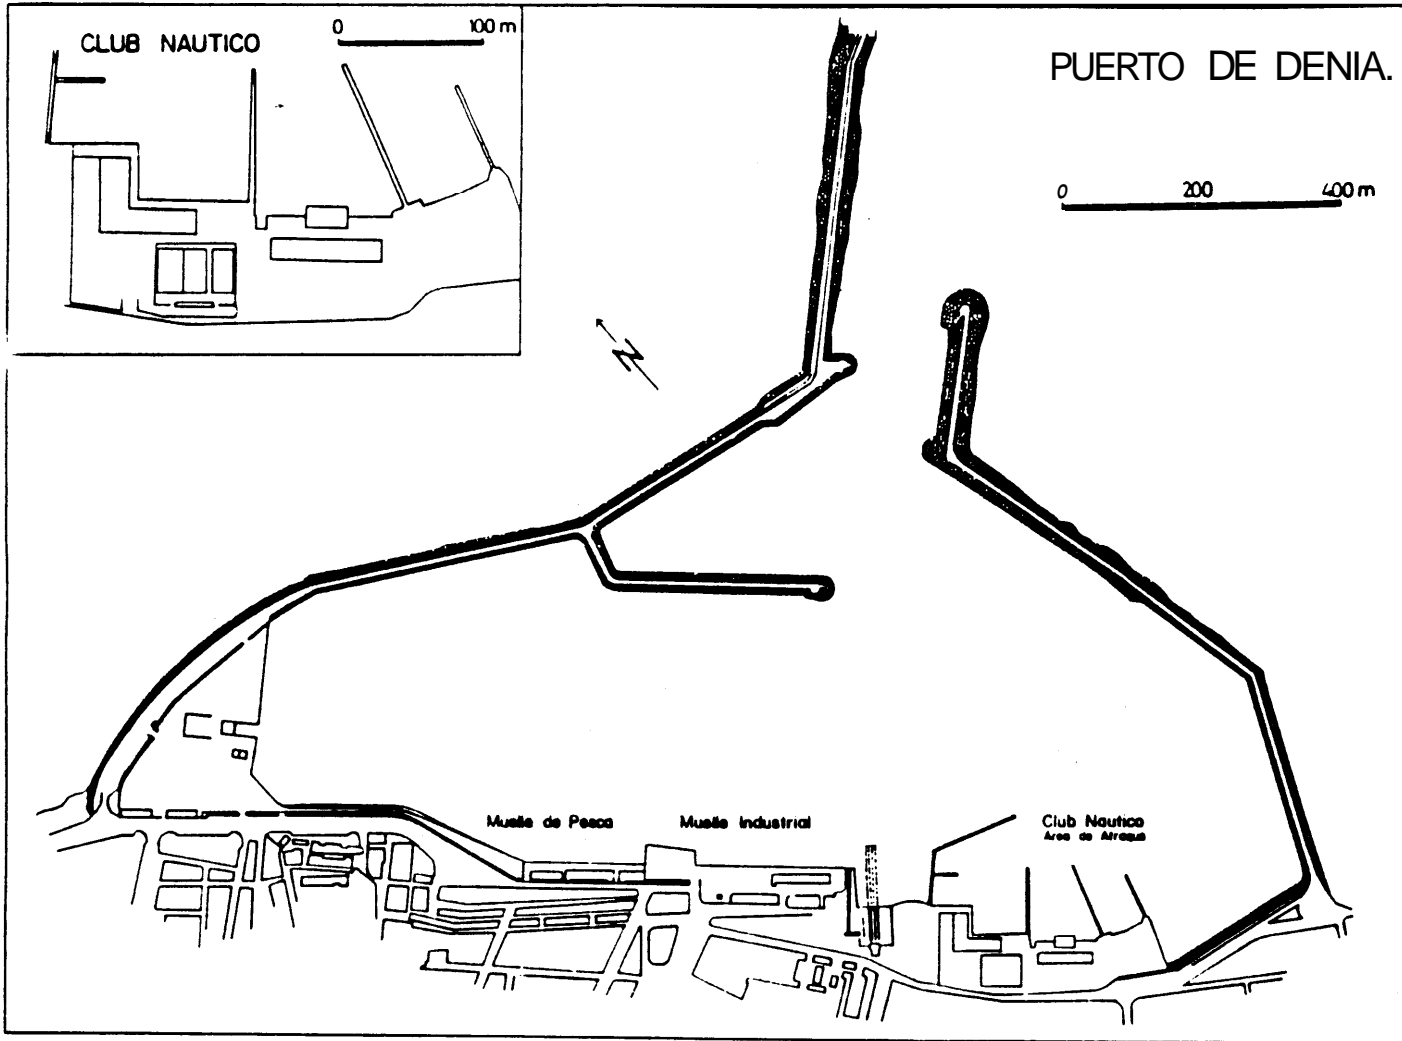 CLUB NAUTICO
0 100 m
PUERTO DE DENIA.
0 200 400 m
N
Muelle de Pesca
Muelle Industrial
Club Nautico
Area de Atraque